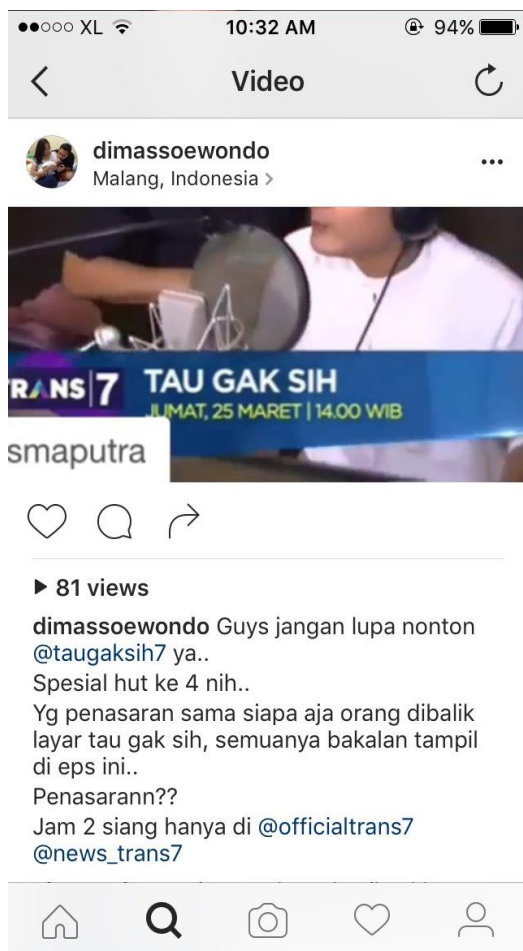 XL 10:32 AM 94%
Video
dimassoewondo
Malang, Indonesia >
TRANS|7 TAU GAK SIH
JUMAT, 25 MARET | 14.00 WIB
smaputra
81 views
dimassoewondo Guys jangan lupa nonton
@taugaksih7 ya..
Spesial hut ke 4 nih..
Yg penasaran sama siapa aja orang dibalik
layar tau gak sih, semuanya bakalan tampil
di eps ini..
Penasarann??
Jam 2 siang hanya di @officialtrans7
@news_trans7